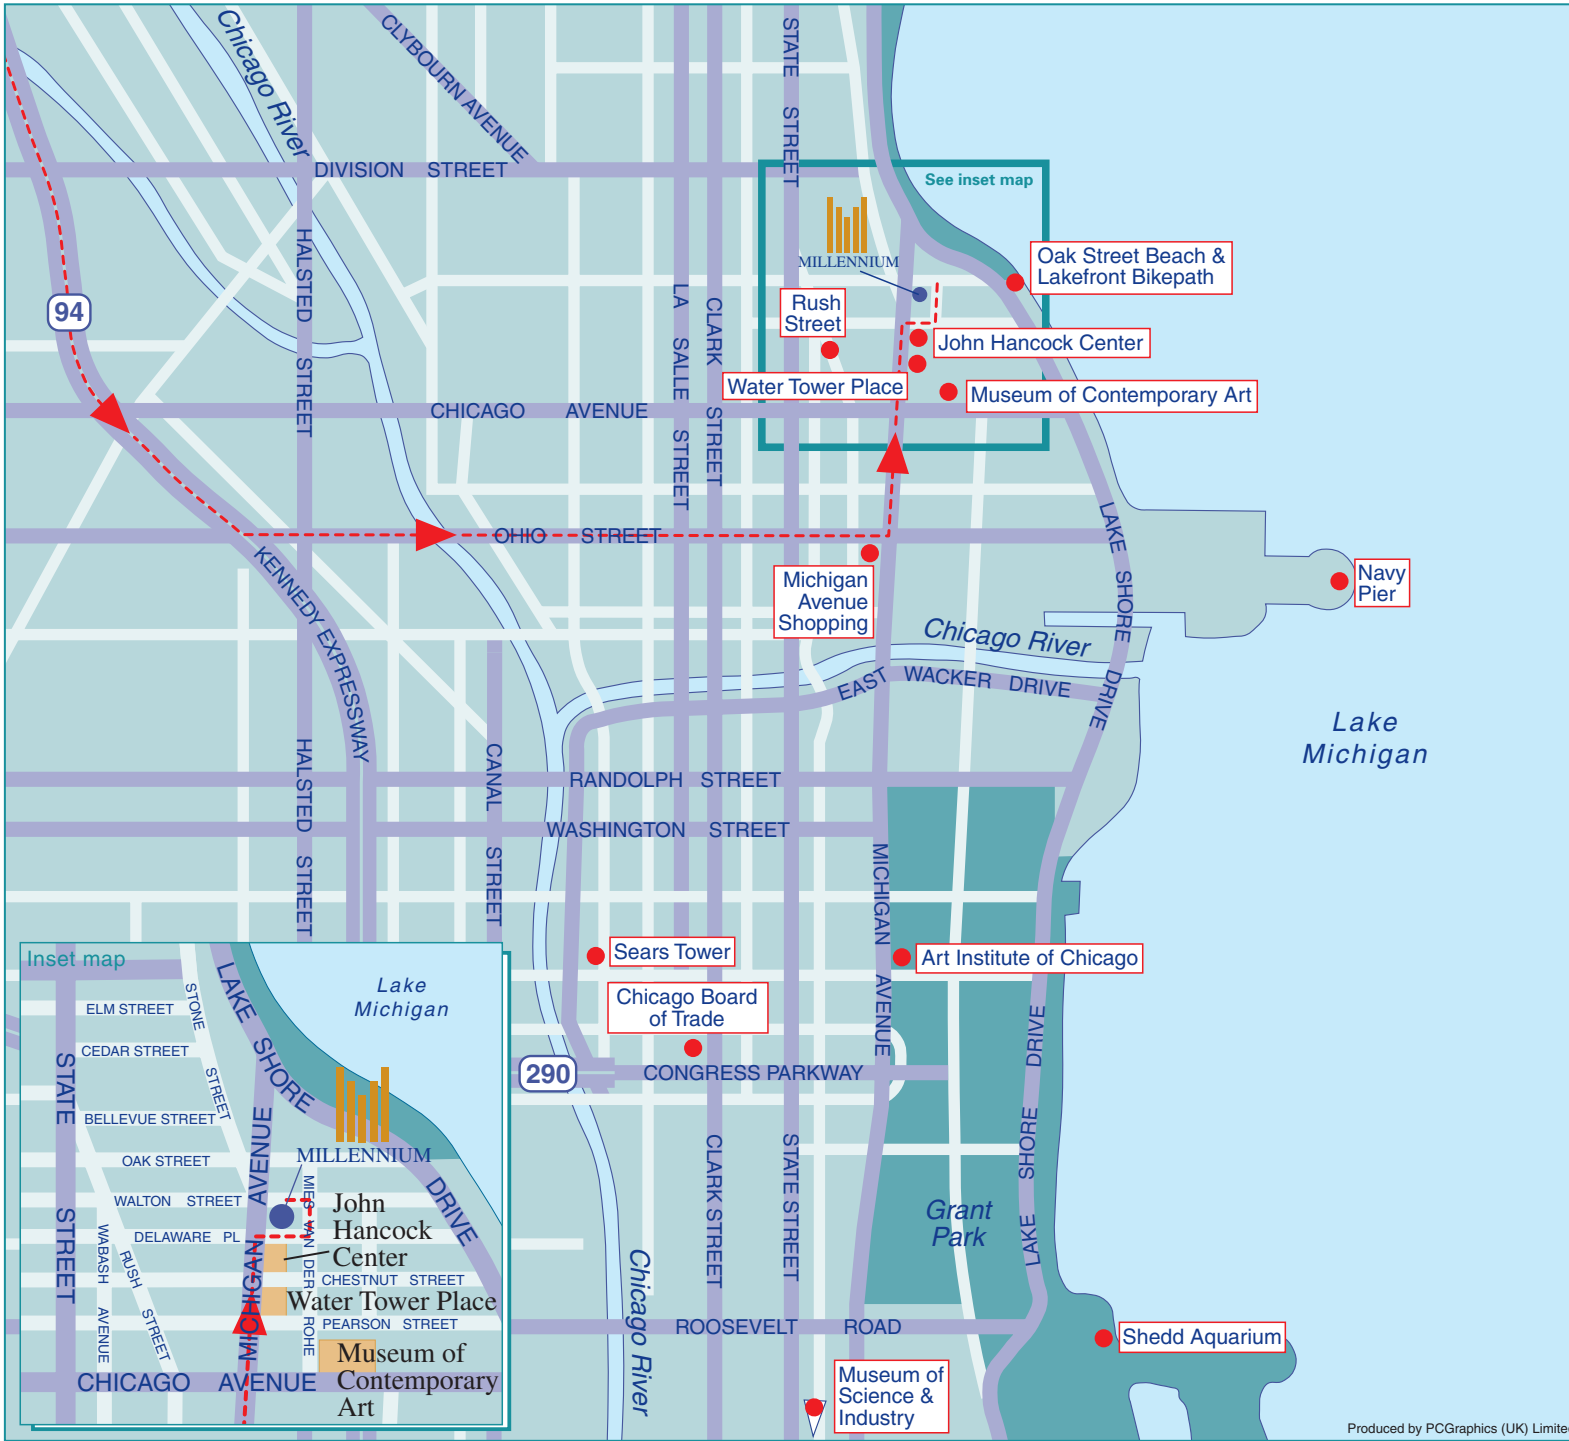 Chicago River
CLYBOURN AVENUE
STATE STREET
DIVISION STREET
See inset map
MILLENNIUM
Oak Street Beach &
Lakefront Bikepath
HALSTED STREET
94
Rush
Street
LA SALLE STREET
CLARK STREET
John Hancock Center
Water Tower Place
Museum of Contemporary Art
CHICAGO AVENUE
OHIO STREET
LAKE SHORE DRIVE
KENNEDY EXPRESSWAY
Michigan
Avenue
Shopping
Navy
Pier
Chicago River
EAST WACKER DRIVE
Lake
Michigan
HALSTED STREET
CANAL STREET
RANDOLPH STREET
WASHINGTON STREET
MICHIGAN AVENUE
Sears Tower
Art Institute of Chicago
Chicago Board
of Trade
290
CONGRESS PARKWAY
LAKE SHORE DRIVE
CLARK STREET
STATE STREET
Grant
Park
Chicago River
ROOSEVELT ROAD
Shedd Aquarium
Museum of
Science &
Industry
Produced by PCGraphics (UK) Limite
Inset map
Lake
Michigan
LAKE SHORE DRIVE
STONE STREET
ELM STREET
CEDAR STREET
STATE STREET
BELLEVUE STREET
OAK STREET
MILLENNIUM
WALTON STREET
MICHIGAN AVENUE
MIES VAN DER ROHE
DELAWARE PL
WABASH AVENUE
RUSH STREET
John
Hancock
Center
CHESTNUT STREET
Water Tower Place
PEARSON STREET
Museum of
Contemporary
Art
CHICAGO AVENUE